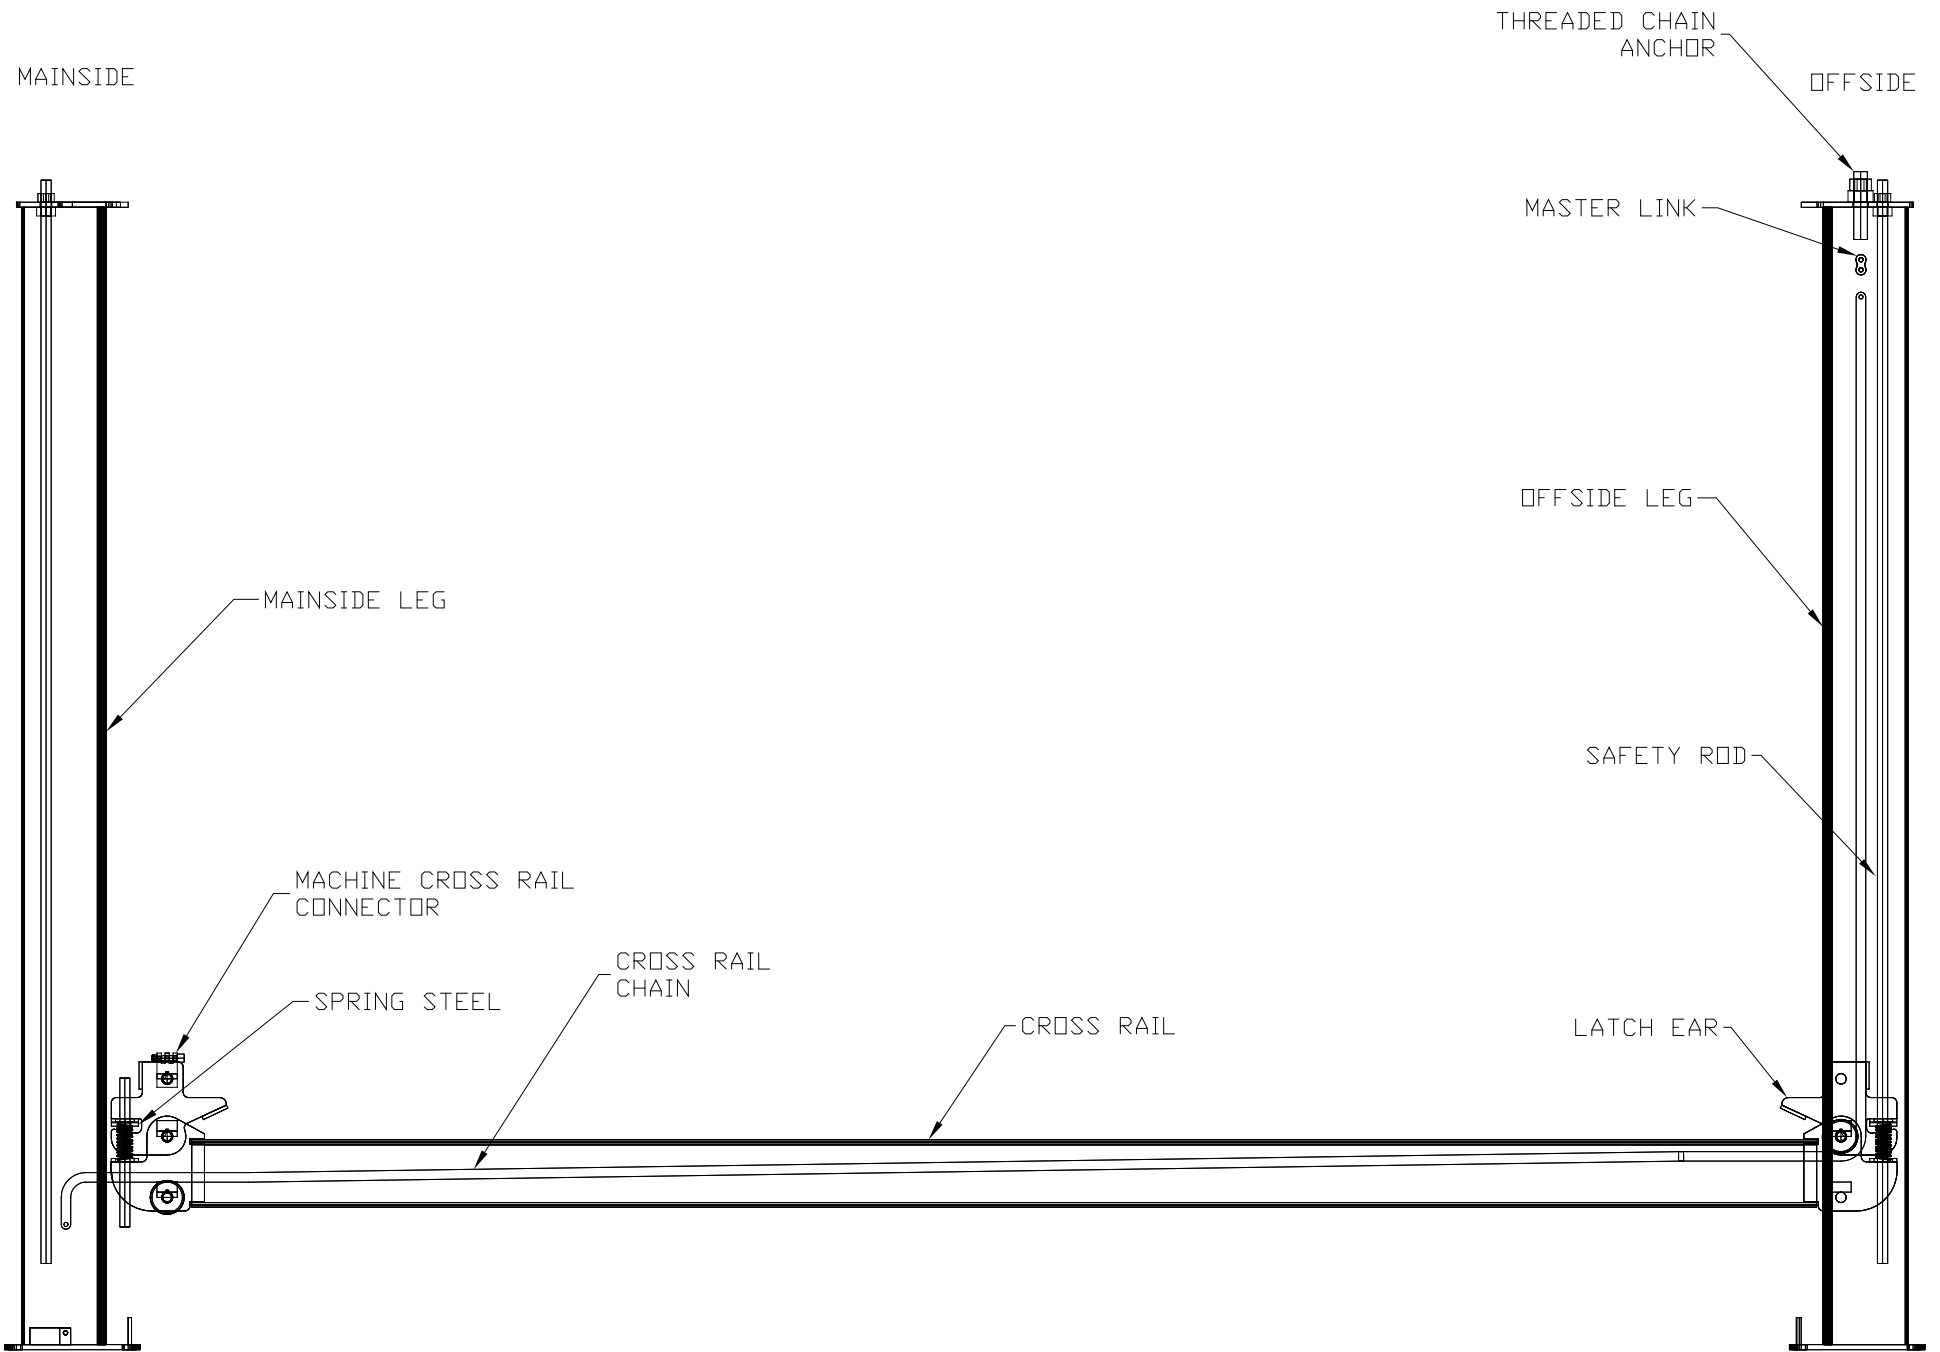 THREADED CHAIN
ANCHOR
MAINSIDE
OFFSIDE
MASTER LINK
OFFSIDE LEG
MAINSIDE LEG
SAFETY ROD
MACHINE CROSS RAIL
CONNECTOR
CROSS RAIL
CHAIN
SPRING STEEL
CROSS RAIL
LATCH EAR